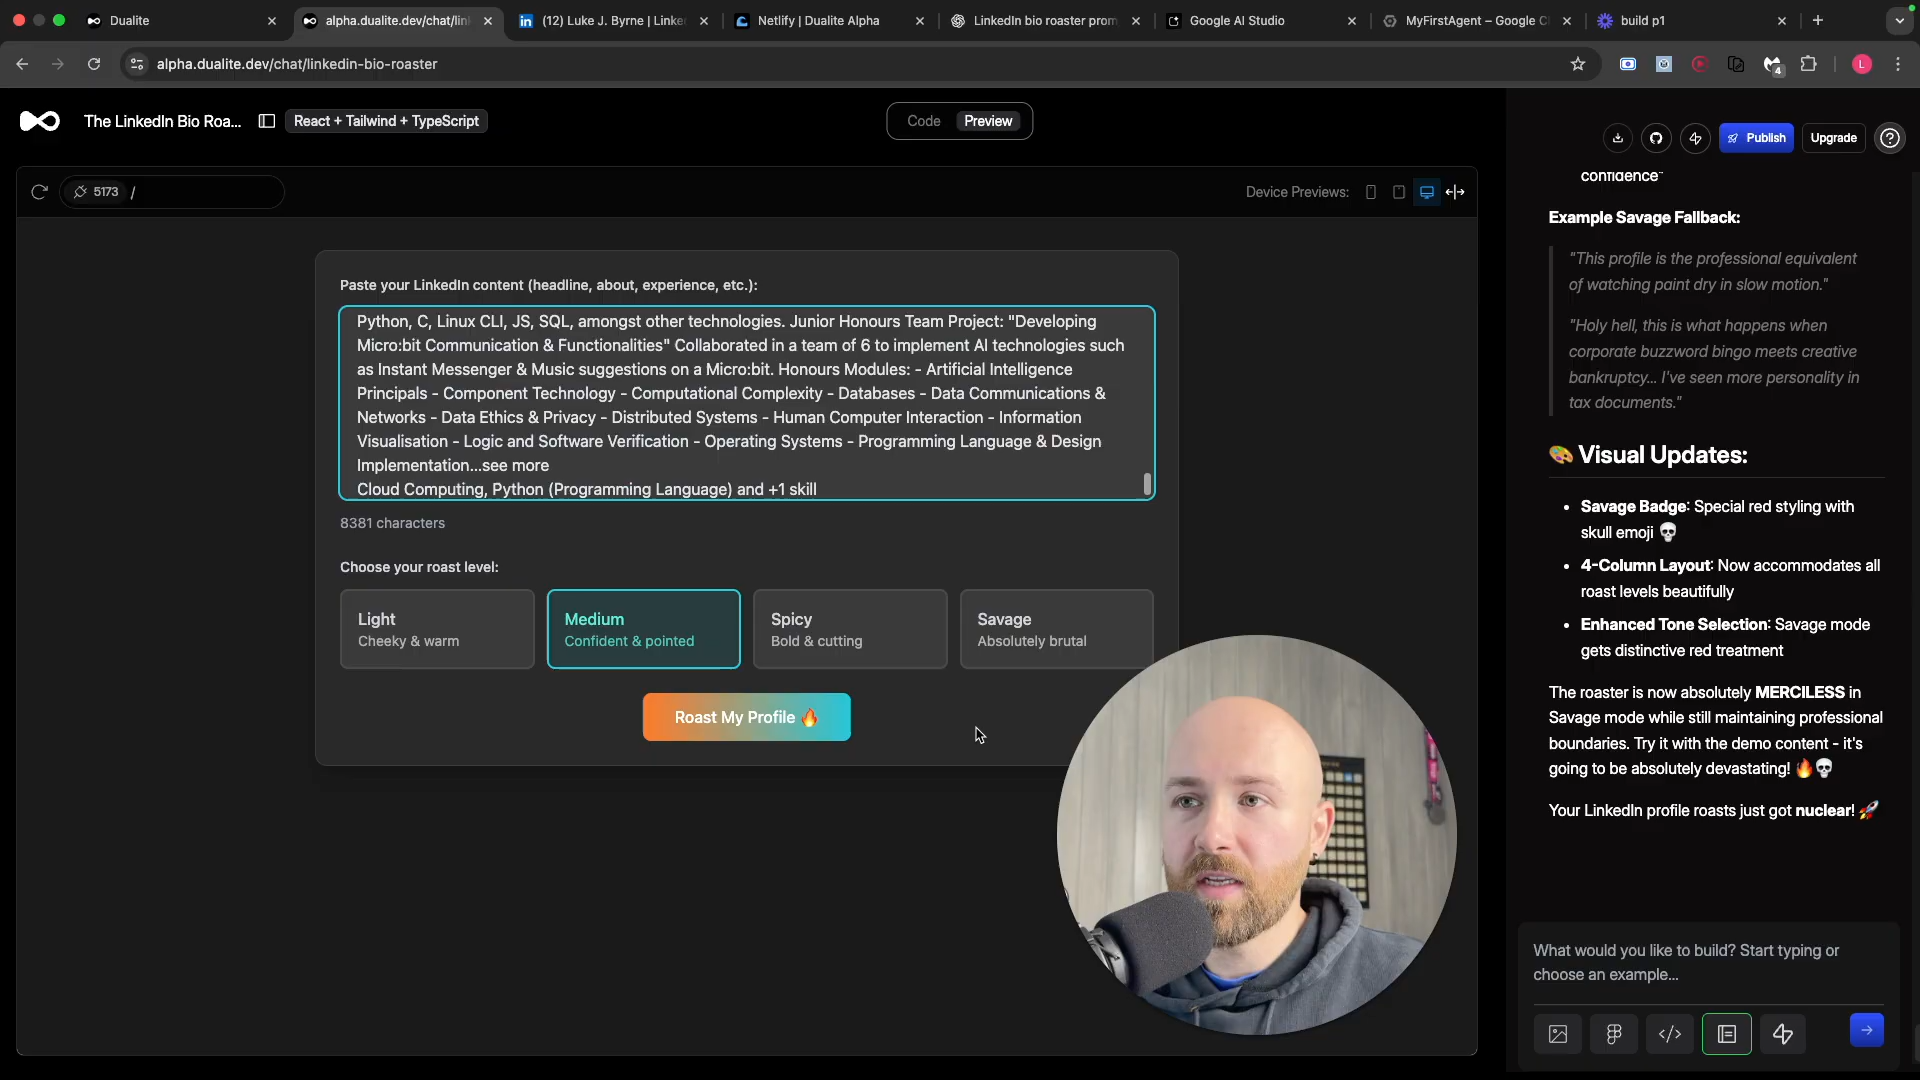 Dualite
alpha.dualite.dev/chat/link
(12) Luke J. Byrne | Linke
Netlify | Dualite Alpha
LinkedIn bio roaster prom
Google AI Studio
MyFirstAgent – Google C
build p1
alpha.dualite.dev/chat/linkedin-bio-roaster
4
L
The LinkedIn Bio Roa...
React + Tailwind + TypeScript
Code
Preview
Publish
Upgrade
5173
/
Device Previews:
Paste your LinkedIn content (headline, about, experience, etc.):
Python, C, Linux CLI, JS, SQL, amongst other technologies. Junior Honours Team Project: "Developing
Micro:bit Communication & Functionalities" Collaborated in a team of 6 to implement AI technologies such
as Instant Messenger & Music suggestions on a Micro:bit. Honours Modules: - Artificial Intelligence
Principals - Component Technology - Computational Complexity - Databases - Data Communications &
Networks - Data Ethics & Privacy - Distributed Systems - Human Computer Interaction - Information
Visualisation - Logic and Software Verification - Operating Systems - Programming Language & Design
Implementation...see more
Cloud Computing, Python (Programming Language) and +1 skill
8381 characters
Choose your roast level:
Light
Cheeky & warm
Medium
Confident & pointed
Spicy
Bold & cutting
Savage
Absolutely brutal
Roast My Profile 🔥
confidence"
Example Savage Fallback:
"This profile is the professional equivalent
of watching paint dry in slow motion."
"Holy hell, this is what happens when
corporate buzzword bingo meets creative
bankruptcy... I've seen more personality in
tax documents."
🎨 Visual Updates:
• Savage Badge: Special red styling with
skull emoji 💀
• 4-Column Layout: Now accommodates all
roast levels beautifully
• Enhanced Tone Selection: Savage mode
gets distinctive red treatment
The roaster is now absolutely MERCILESS in
Savage mode while still maintaining professional
boundaries. Try it with the demo content - it's
going to be absolutely devastating! 🔥💀
Your LinkedIn profile roasts just got nuclear! 🚀
What would you like to build? Start typing or
choose an example...